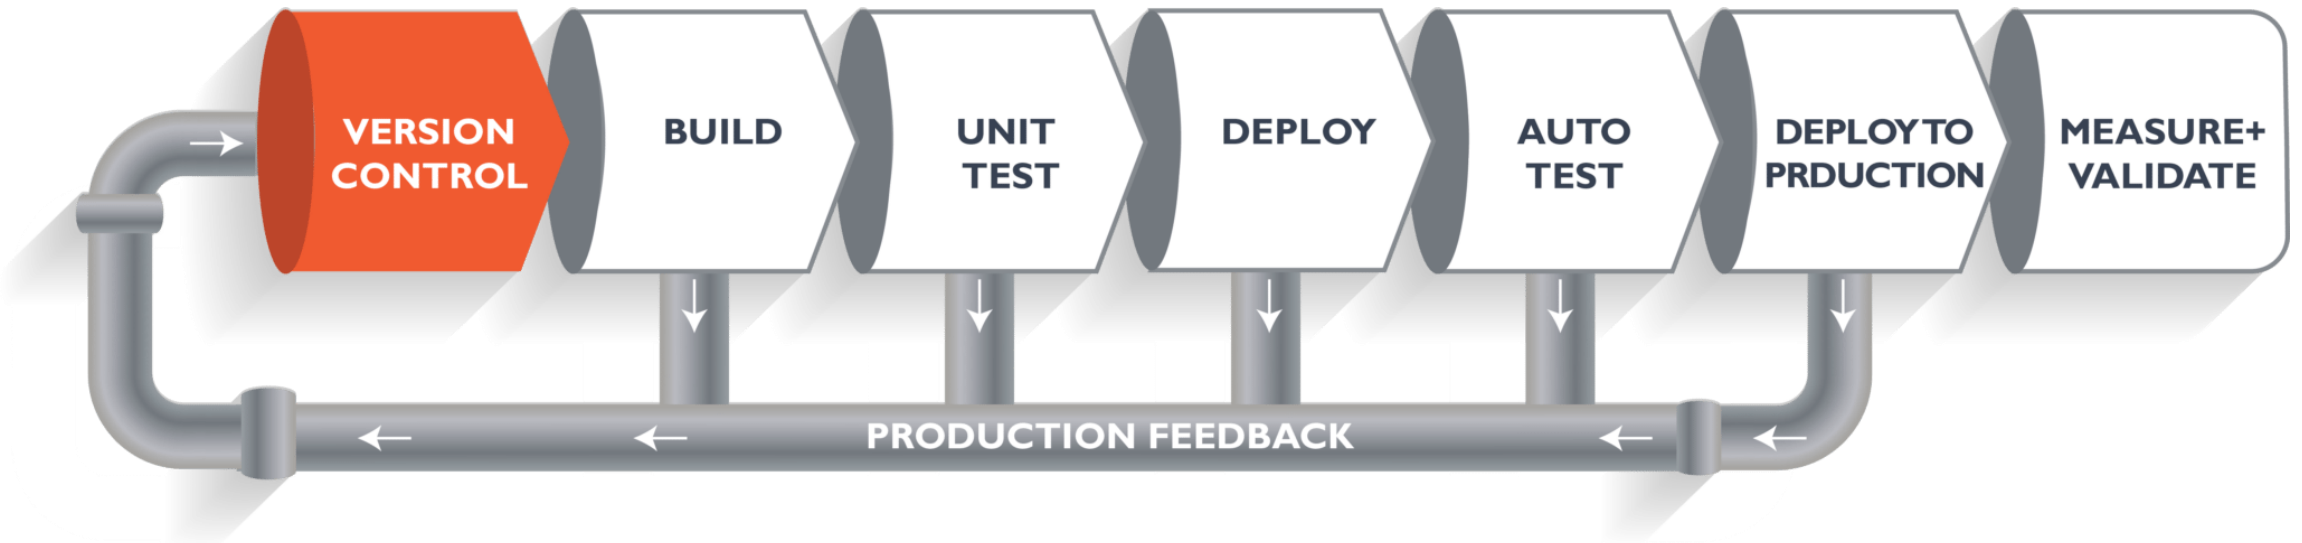 VERSION
CONTROL
BUILD
UNIT
TEST
DEPLOY
AUTO
TEST
DEPLOY TO
PRDUCTION
MEASURE+
VALIDATE
PRODUCTION FEEDBACK